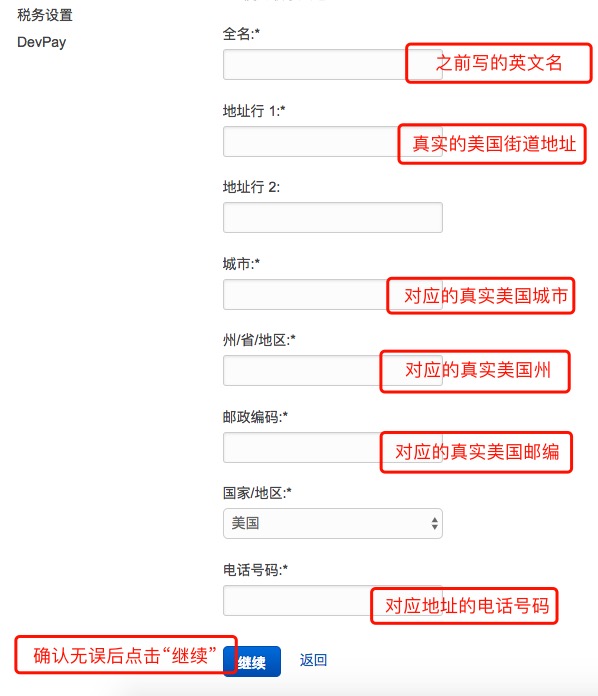 税务设置
DevPay
全名:*
之前写的英文名
地址行 1:*
真实的美国街道地址
地址行 2:
城市:*
对应的真实美国城市
州/省/地区:*
对应的真实美国州
邮政编码:*
对应的真实美国邮编
国家/地区:*
美国
电话号码:*
对应地址的电话号码
确认无误后点击“继续” 继续 返回